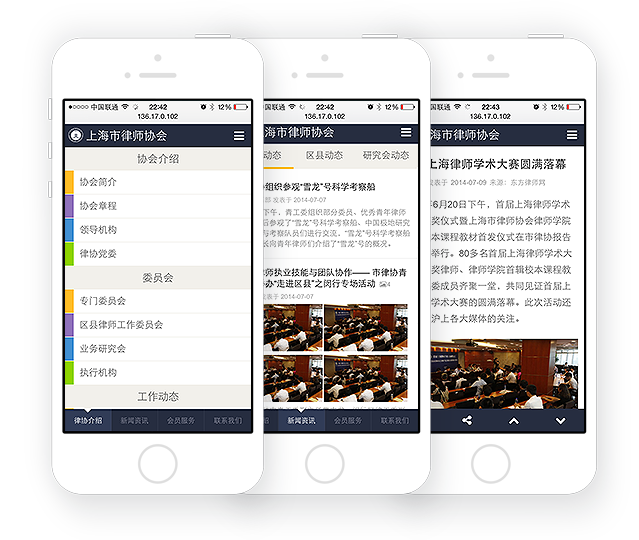 中国联通 22:42 12%
136.17.0.102
上海市律师协会
协会介绍
协会简介
协会章程
领导机构
律协党委
委员会
专门委员会
区县律师工作委员会
业务研究会
执行机构
工作动态
律协介绍 新闻资讯 会员服务 联系我们
中国联通 22:42 12%
136.17.0.102
海市律师协会
动态 区县动态 研究会动态
组织参观“雪龙”号科学考察船
部 发表于 2014-07-07
下午，青工委组织部分委员、优秀青年律师
参观了“雪龙”号科学考察船、中国极地研究
与考察队员们进行交流。“雪龙”号科学考察船
长向青年律师们介绍了“雪龙”号的概况。
律师执业技能与团队协作—— 市律协青
办“走进区县”之闵行专场活动 4
发表于 2014-07-07
绍 新闻资讯 会员服务 联系我们
中国联通 22:43 12%
136.17.0.102
海市律师协会
上海律师学术大赛圆满落幕
发表于 2014-07-09 来源：东方律师网
年6月20日下午，首届上海律师学术
奖仪式暨上海市律师协会律师学院
本课程教材首发仪式在市律协报告
举行。80多名首届上海律师学术大
奖律师、律师学院首辑校本课程教
委成员齐聚一堂，共同见证首届上
学术大赛的圆满落幕。此次活动还
沪上各大媒体的关注。